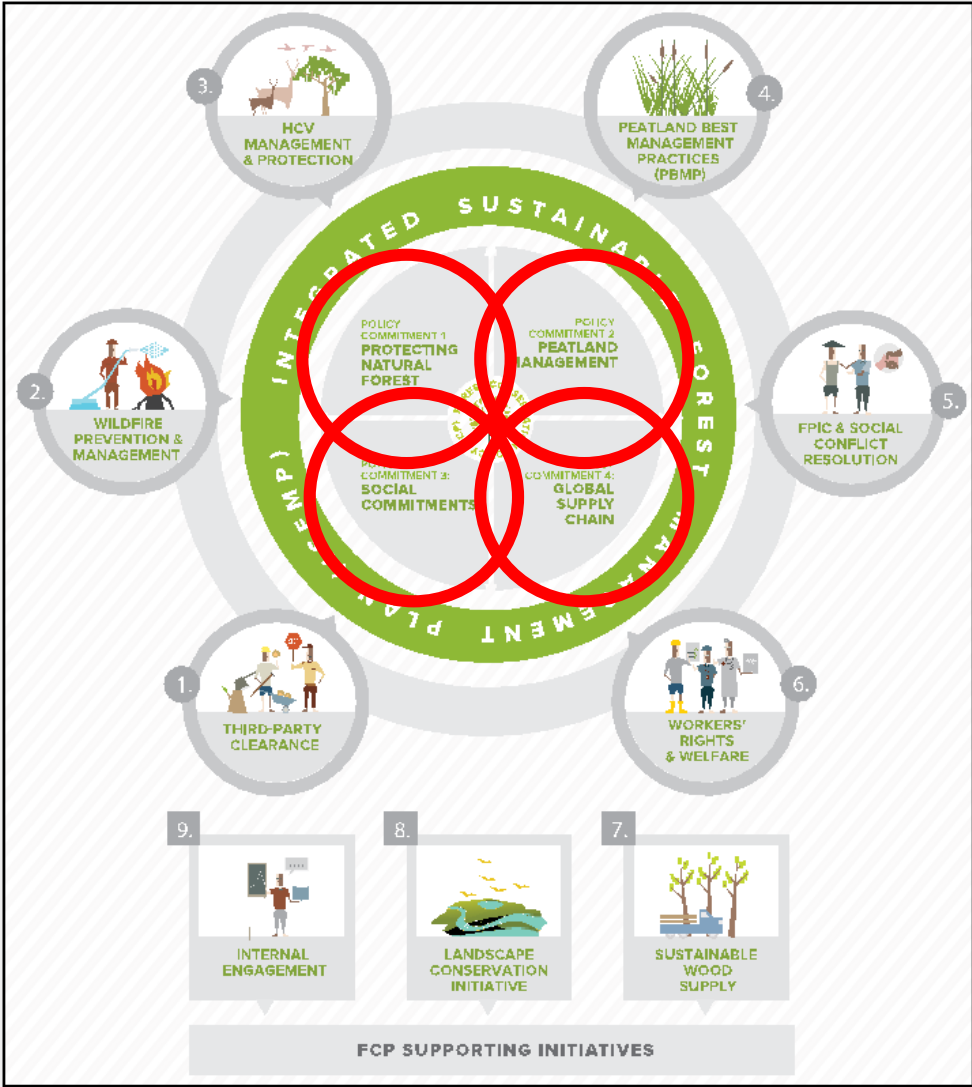 3.
HCV
MANAGEMENT
& PROTECTION
4.
PEATLAND BEST
MANAGEMENT
PRACTICES
(PBMP)
INTEGRATED SUSTAINAB FOREST MANAGEMENT PLAN
POLICY
COMMITMENT 1
PROTECTING
NATURAL
FOREST
POLICY
COMMITMENT 2
PEATLAND
ANAGEMENT
COMMITMENT 3:
SOCIAL
COMMITMENTS
COMMITMENT 4:
GLOBAL
SUPPLY
CHAIN
2.
WILDFIRE
PREVENTION &
MANAGEMENT
5.
FPIC & SOCIAL
CONFLICT
RESOLUTION
1.
THIRD-PARTY
CLEARANCE
6.
WORKERS'
RIGHTS
& WELFARE
9.
INTERNAL
ENGAGEMENT
8.
LANDSCAPE
CONSERVATION
INITIATIVE
7.
SUSTAINABLE
WOOD
SUPPLY
FCP SUPPORTING INITIATIVES